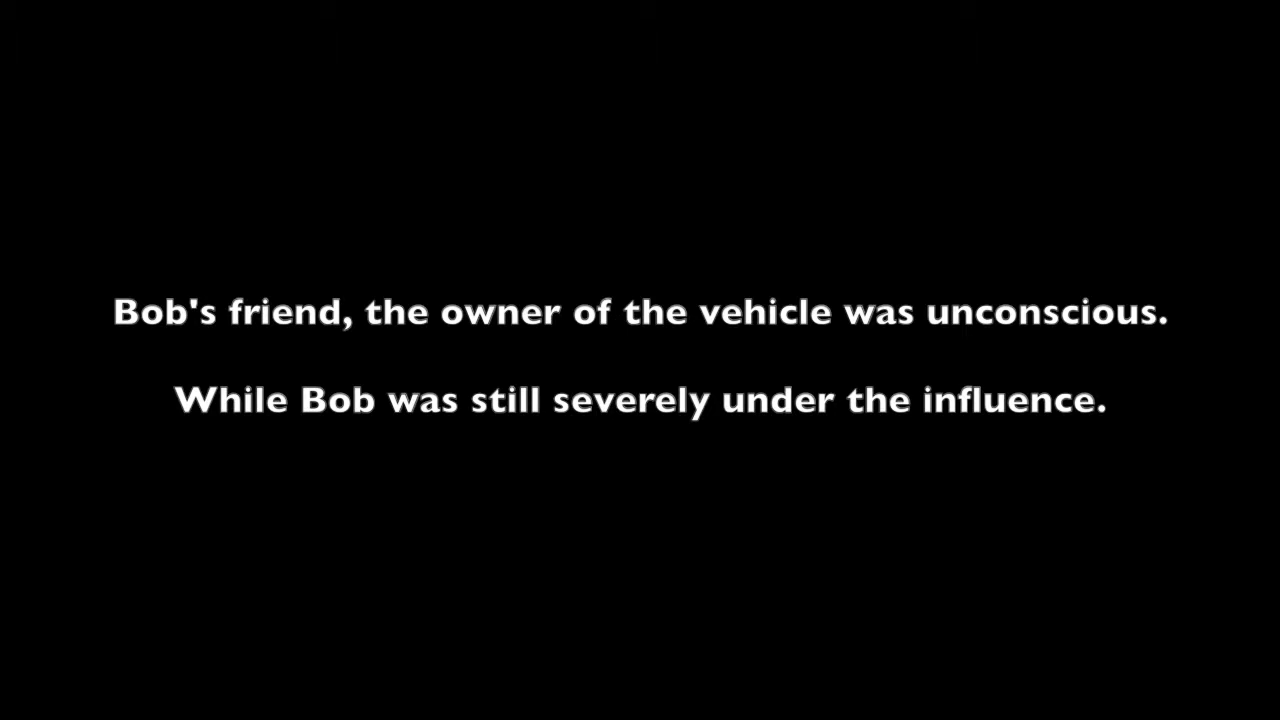 Bob's friend, the owner of the vehicle was unconscious.
While Bob was still severely under the influence.